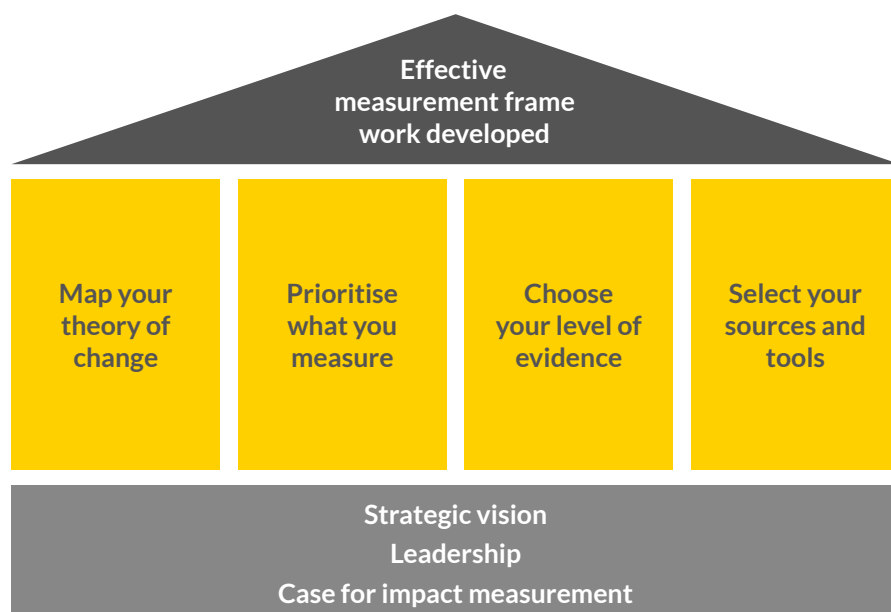 Effective
measurement frame
work developed
Map your
theory of
change
Prioritise
what you
measure
Choose
your level of
evidence
Select your
sources and
tools
Strategic vision
Leadership
Case for impact measurement